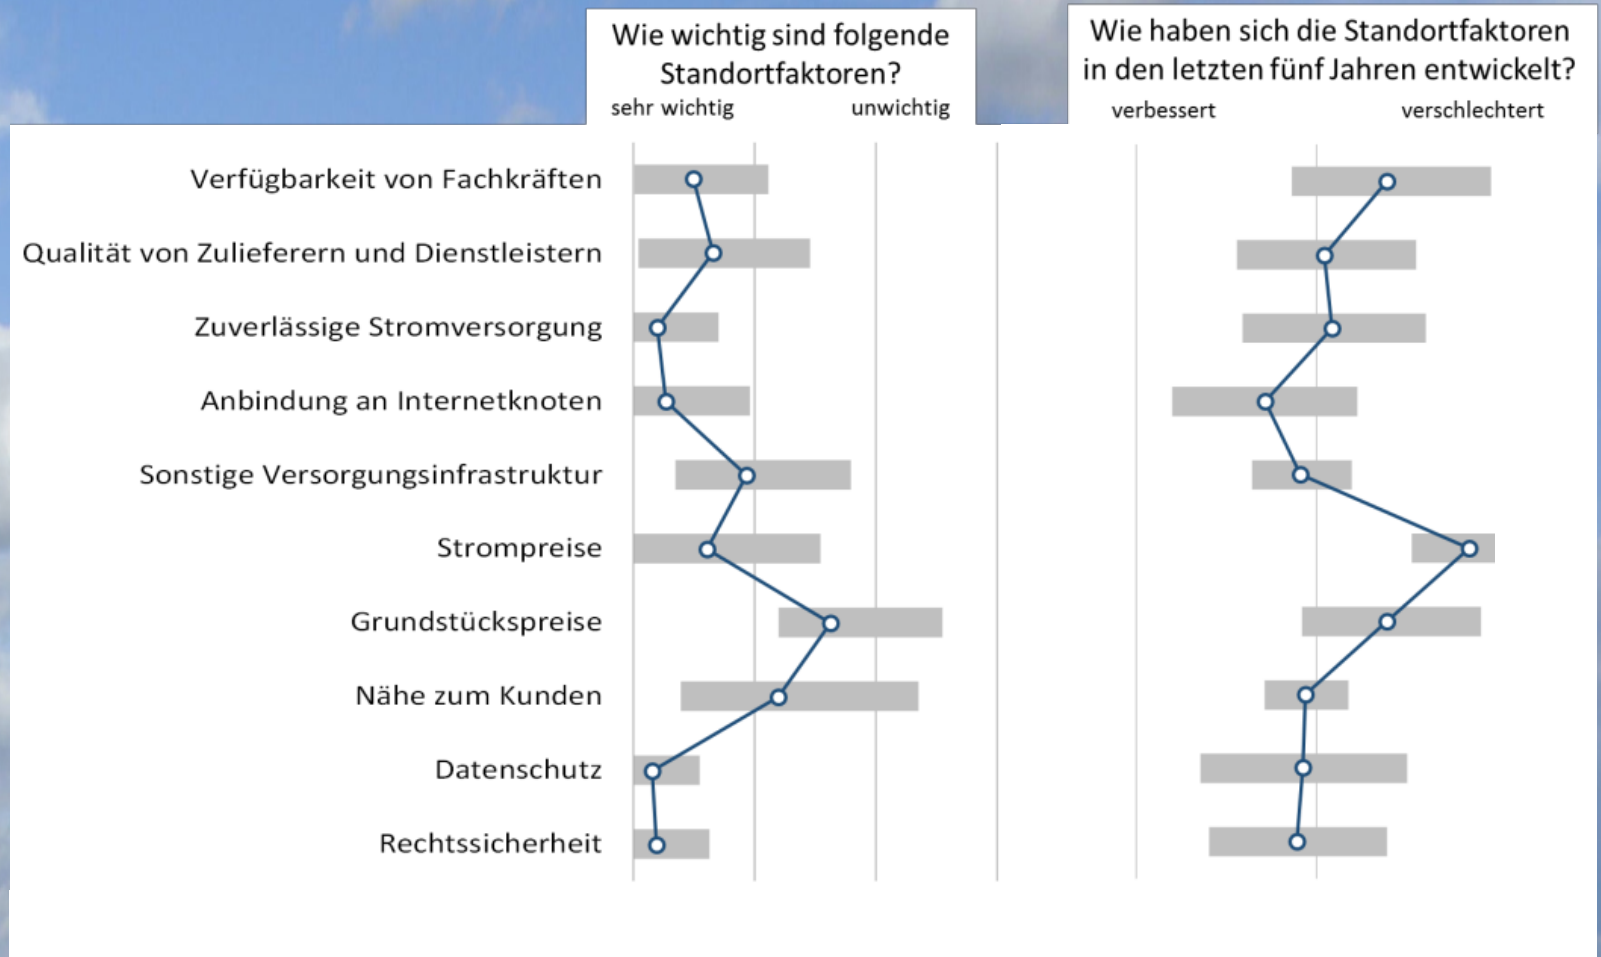 Wie wichtig sind folgende
Standortfaktoren?
sehr wichtig unwichtig
Wie haben sich die Standortfaktoren
in den letzten fünf Jahren entwickelt?
verbessert verschlechtert
Verfügbarkeit von Fachkräften
Qualität von Zulieferern und Dienstleistern
Zuverlässige Stromversorgung
Anbindung an Internetknoten
Sonstige Versorgungsinfrastruktur
Strompreise
Grundstückspreise
Nähe zum Kunden
Datenschutz
Rechtssicherheit